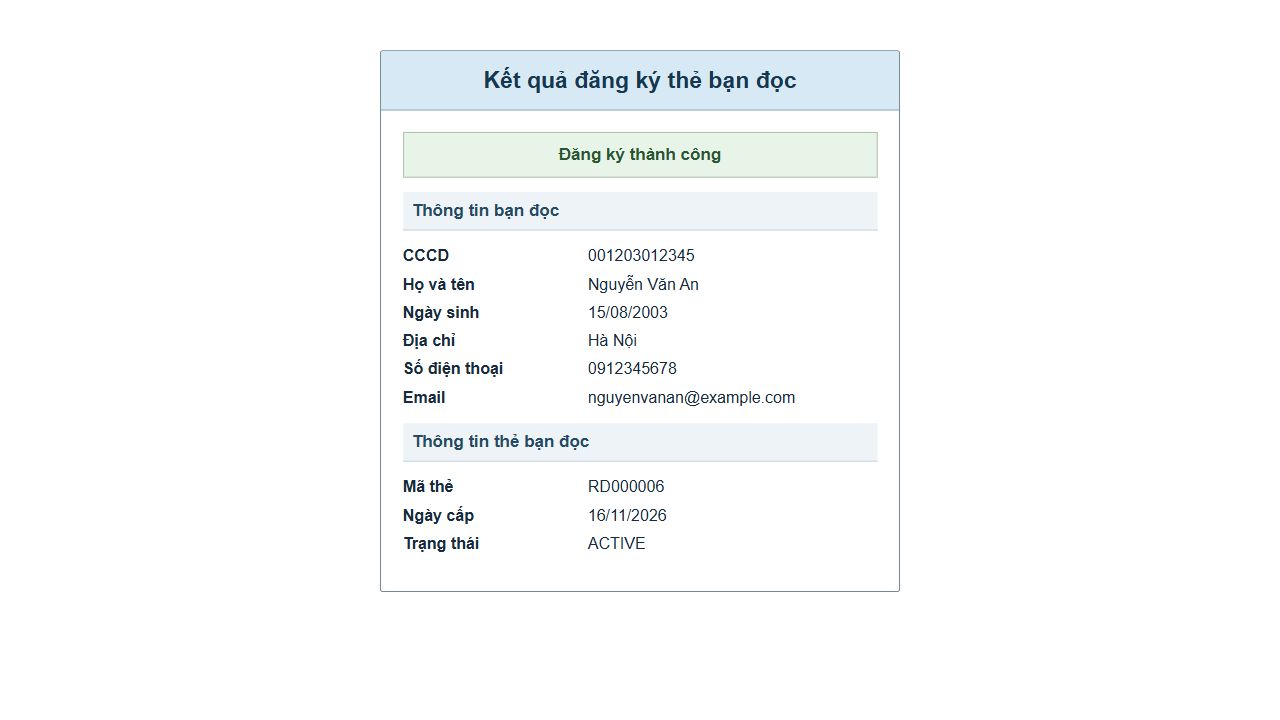 Kết quả đăng ký thẻ bạn đọc
Đăng ký thành công
Thông tin bạn đọc
CCCD 001203012345
Họ và tên Nguyễn Văn An
Ngày sinh 15/08/2003
Địa chỉ Hà Nội
Số điện thoại 0912345678
Email nguyenvanan@example.com
Thông tin thẻ bạn đọc
Mã thẻ RD000006
Ngày cấp 16/11/2026
Trạng thái ACTIVE